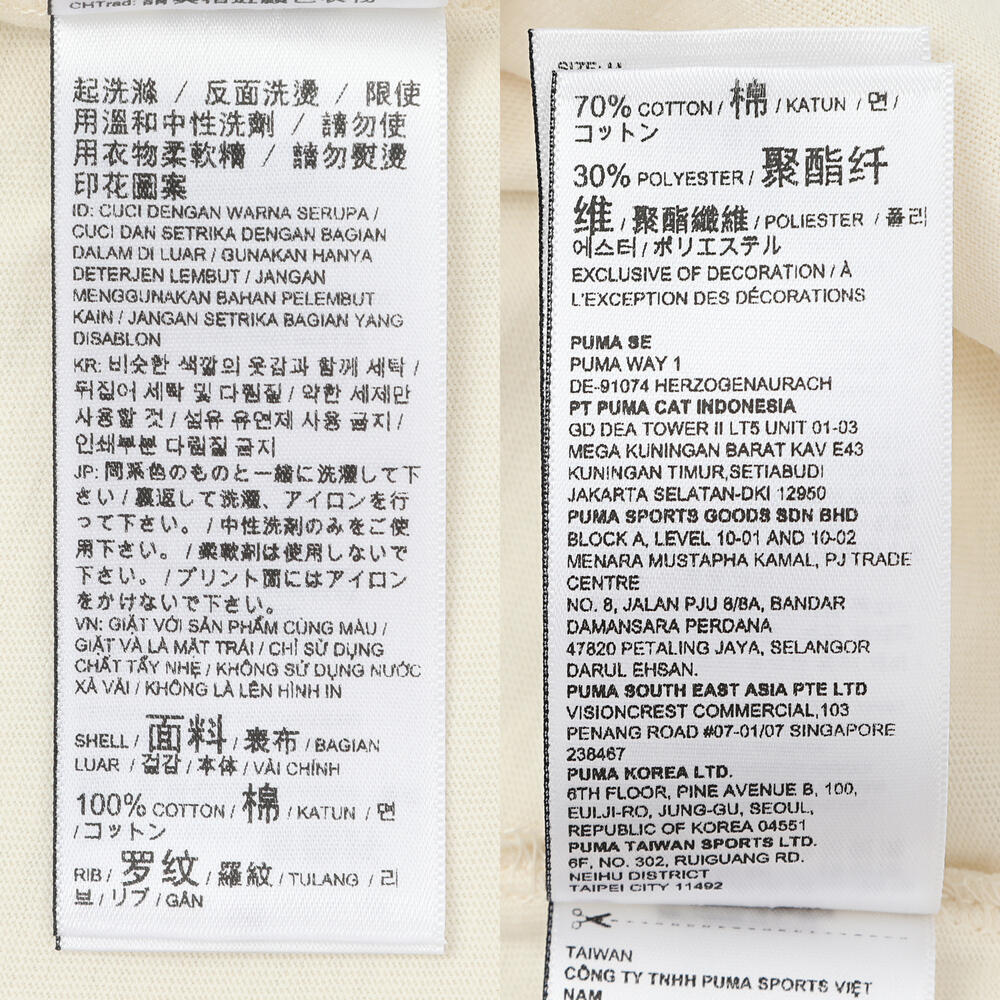 起洗滌 / 反面洗燙 / 限使
用溫和中性洗劑 / 請勿使
用衣物柔軟精 / 請勿熨燙
印花圖案
ID: CUCI DENGAN WARNA SERUPA /
CUCI DAN SETRIKA DENGAN BAGIAN
DALAM DI LUAR / GUNAKAN HANYA
DETERJEN LEMBUT / JANGAN
MENGGUNAKAN BAHAN PELEMBUT
KAIN / JANGAN SETRIKA BAGIAN YANG
DISABLON
KR: 비슷한 색깔의 옷감과 함께 세탁 /
뒤집어 세탁 및 다림질 / 약한 세제만
사용할 것 / 섬유 유연제 사용 금지 /
인쇄부분 다림질 금지
JP: 同系色のものと一緒に洗濯して下
さい / 裏返して洗濯、アイロンを行
って下さい。 / 中性洗剤のみをご使
用下さい。 / 柔軟剤は使用しないで
下さい。 / プリント面にはアイロン
をかけないで下さい。
VN: GIẶT VỚI SẢN PHẨM CÙNG MÀU /
GIẶT VÀ LÀ MẶT TRÁI / CHỈ SỬ DỤNG
CHẤT TẨY NHẸ / KHÔNG SỬ DỤNG NƯỚC
XẢ VẢI / KHÔNG LÀ LÊN HÌNH IN
SHELL / 面料 / 表布 / BAGIAN
LUAR / 겉감 / 本体 / VẢI CHÍNH
100% COTTON / 棉 / KATUN / 면
/ コットン
RIB / 罗纹 / 羅紋 / TULANG / 리
브 / リブ / GÂN
70% COTTON / 棉 / KATUN / 면 /
コットン
30% POLYESTER / 聚酯纤
维 / 聚酯纖維 / POLIESTER / 폴리
에스터 / ポリエステル
EXCLUSIVE OF DECORATION / À
L'EXCEPTION DES DÉCORATIONS
PUMA SE
PUMA WAY 1
DE-91074 HERZOGENAURACH
PT PUMA CAT INDONESIA
GD DEA TOWER II LT5 UNIT 01-03
MEGA KUNINGAN BARAT KAV E43
KUNINGAN TIMUR,SETIABUDI
JAKARTA SELATAN-DKI 12950
PUMA SPORTS GOODS SDN BHD
BLOCK A, LEVEL 10-01 AND 10-02
MENARA MUSTAPHA KAMAL, PJ TRADE
CENTRE
NO. 8, JALAN PJU 8/8A, BANDAR
DAMANSARA PERDANA
47820 PETALING JAYA, SELANGOR
DARUL EHSAN.
PUMA SOUTH EAST ASIA PTE LTD
VISIONCREST COMMERCIAL,103
PENANG ROAD #07-01/07 SINGAPORE
238467
PUMA KOREA LTD.
6TH FLOOR, PINE AVENUE B, 100,
EULJI-RO, JUNG-GU, SEOUL,
REPUBLIC OF KOREA 04551
PUMA TAIWAN SPORTS LTD.
6F, NO. 302, RUIGUANG RD.
NEIHU DISTRICT
TAIPEI CITY 11492
TAIWAN
CÔNG TY TNHH PUMA SPORTS VIỆT
NAM